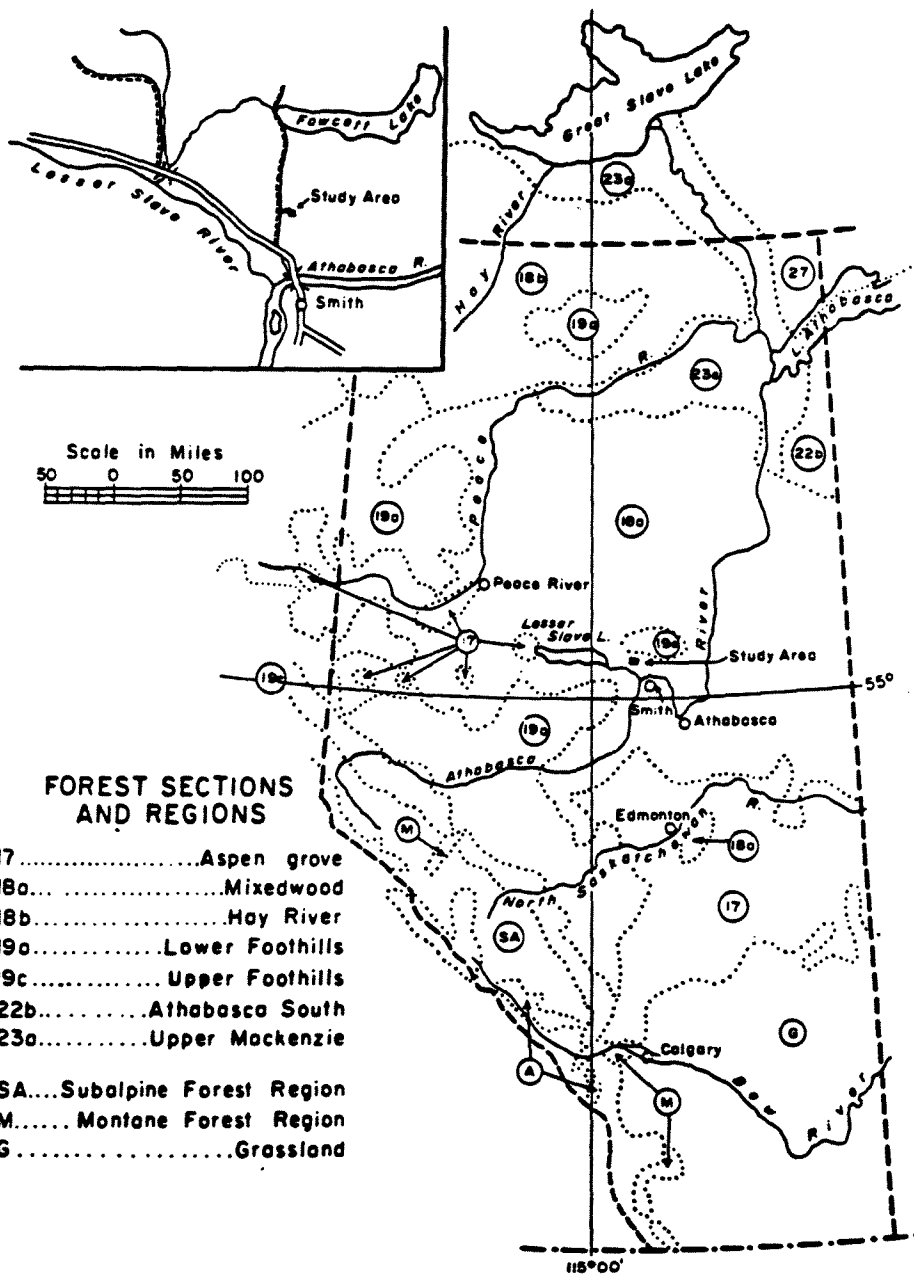 Fawcett Lake
Lesser Slave River
Study Area
Athabasca R.
Smith
Great Slave Lake
23a
Hay River
18b
27
L. Athabasca
19a
R.
23a
Peace
22b
Scale in Miles
50 0 50 100
19a
18a
Peace River
Lesser
Slave L.
River
17
19a
Study Area
19c
55°
Smith
Athabasca
19a
Athabasca
FOREST SECTIONS
AND REGIONS
17....................Aspen grove
18a... ....................Mixedwood
18b....................Hay River
19a............Lower Foothills
19c............Upper Foothills
22b..........Athabasca South
23a..........Upper Mackenzie
SA....Subalpine Forest Region
M......Montane Forest Region
G....................Grassland
M
Edmonton
R.
18a
North Saskatchewan
17
SA
G
Calgary
A
M
Bow River
115°00'